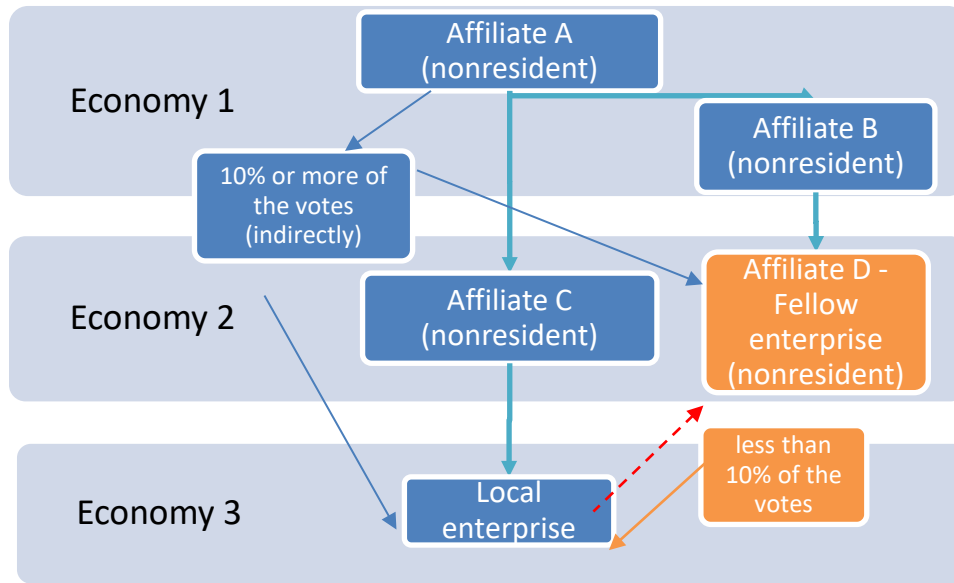 Economy 1
Affiliate A
(nonresident)
Affiliate B
(nonresident)
10% or more of
the votes
(indirectly)
Economy 2
Affiliate C
(nonresident)
Affiliate D -
Fellow
enterprise
(nonresident)
Economy 3
Local
enterprise
less than
10% of the
votes